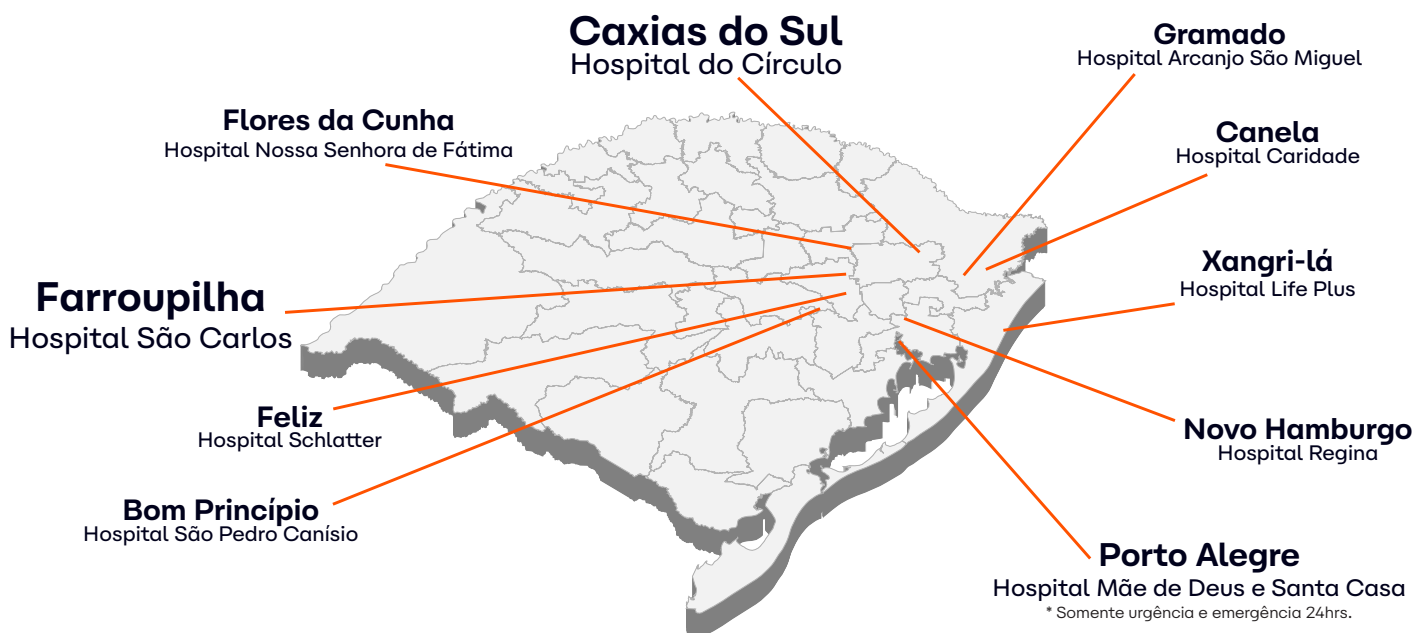 Caxias do Sul
Hospital do Círculo
Gramado
Hospital Arcanjo São Miguel
Flores da Cunha
Hospital Nossa Senhora de Fátima
Canela
Hospital Caridade
Xangri-lá
Hospital Life Plus
Farroupilha
Hospital São Carlos
Feliz
Hospital Schlatter
Novo Hamburgo
Hospital Regina
Bom Princípio
Hospital São Pedro Canísio
Porto Alegre
Hospital Mãe de Deus e Santa Casa
* Somente urgência e emergência 24hrs.